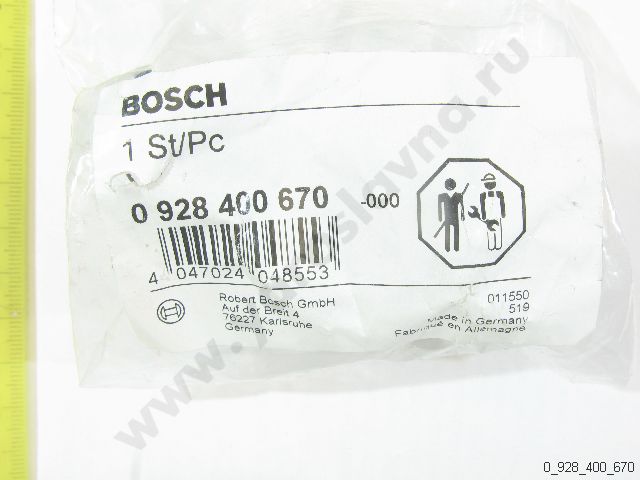 BOSCH
1 St/Pc
0 928 400 670 -000
4 047024 048553
Robert Bosch GmbH
Auf der Breit 4
76227 Karlsruhe
Germany
011550
519
Made in Germany
Fabriqué en Allemagne
0_928_400_670